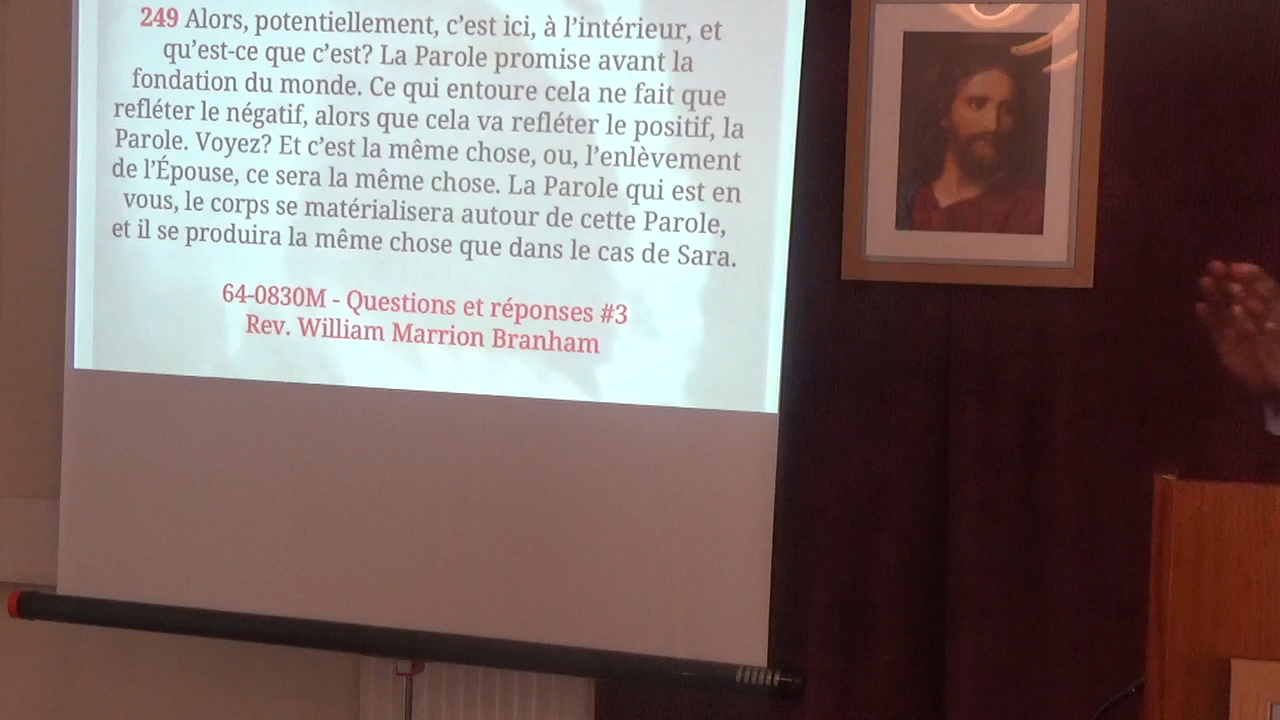 249 Alors, potentiellement, c’est ici, à l’intérieur, et
qu’est-ce que c’est? La Parole promise avant la
fondation du monde. Ce qui entoure cela ne fait que
refléter le négatif, alors que cela va refléter le positif, la
Parole. Voyez? Et c’est la même chose, ou, l’enlèvement
de l’Épouse, ce sera la même chose. La Parole qui est en
vous, le corps se matérialisera autour de cette Parole,
et il se produira la même chose que dans le cas de Sara.
64-0830M - Questions et réponses #3
Rev. William Marrion Branham